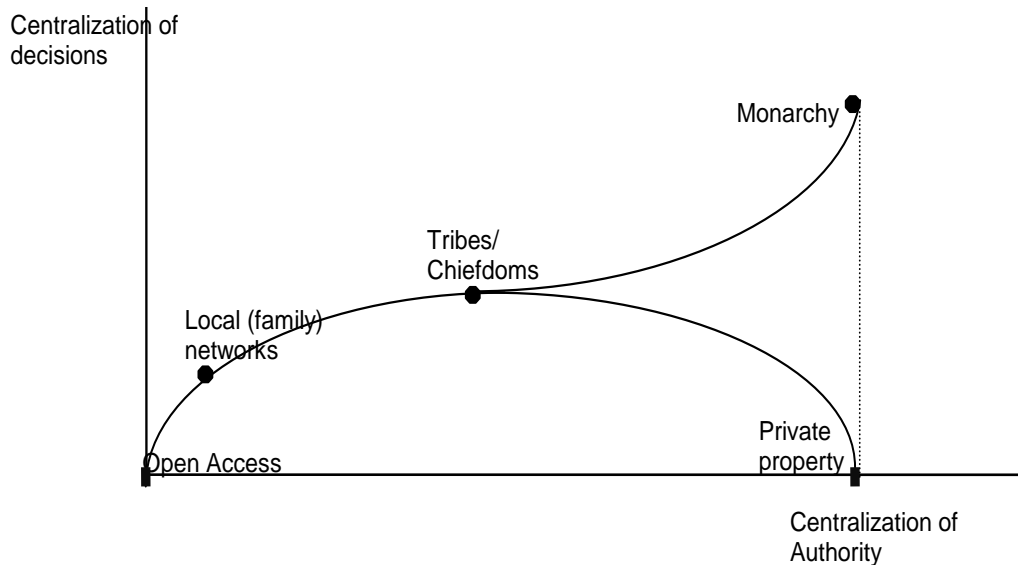 Centralization of
decisions
Monarchy
Tribes/
Chiefdoms
Local (family)
networks
Open Access
Private
property
Centralization of
Authority